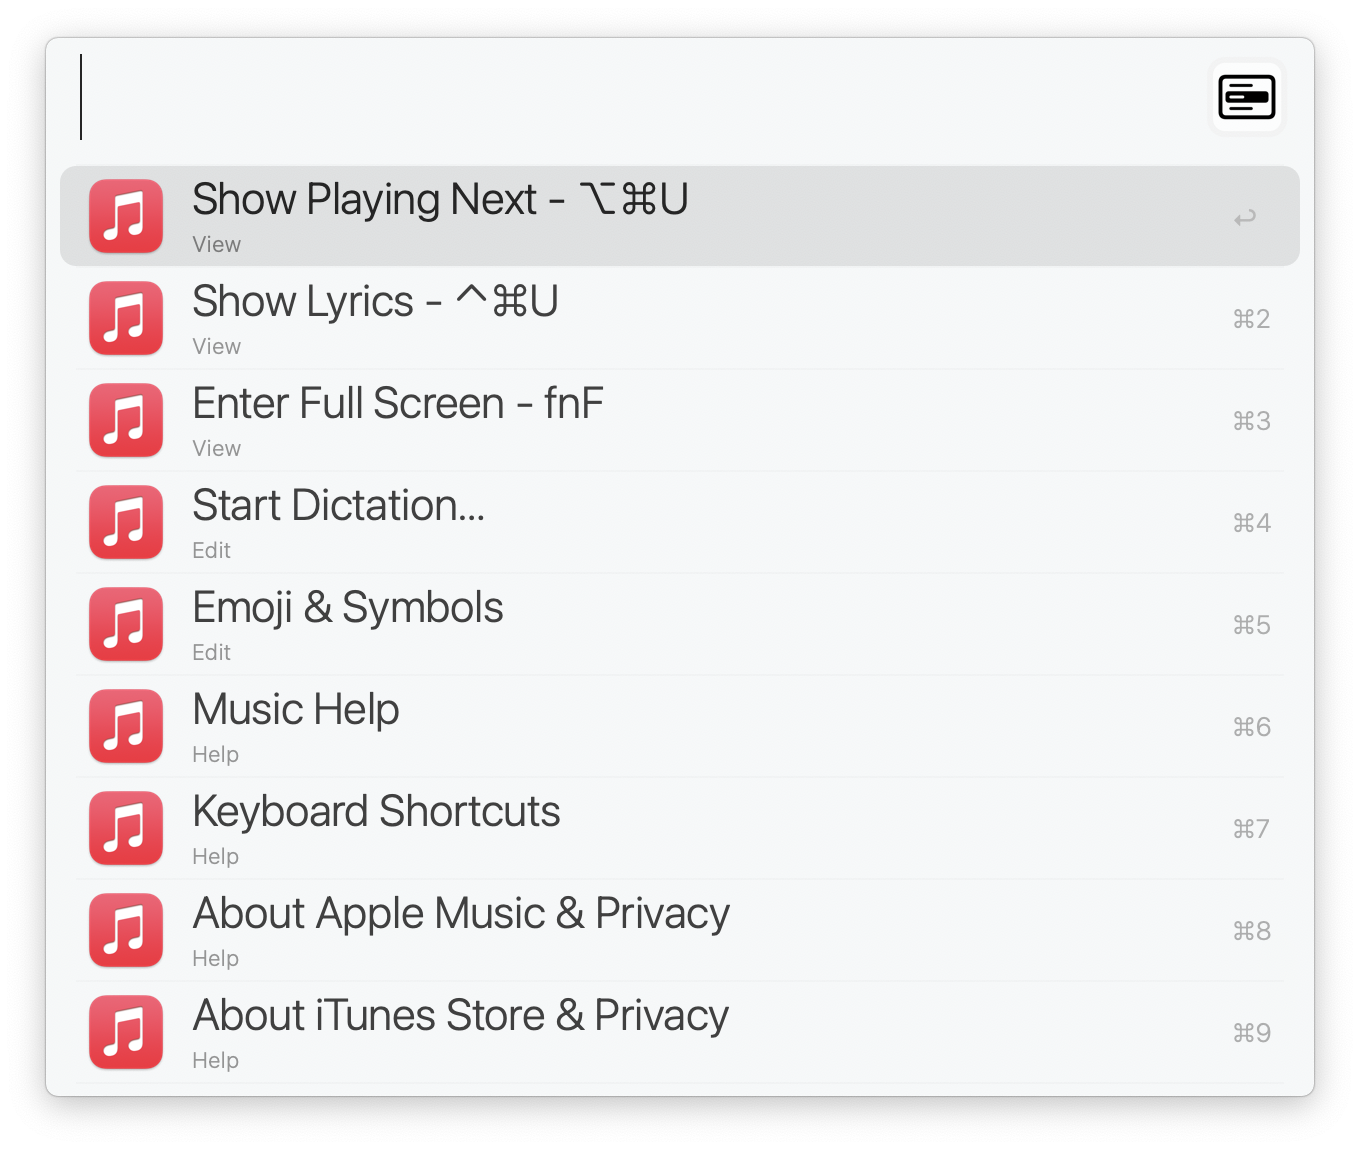 Show Playing Next - ⌥⌘U
View
↩
Show Lyrics - ^⌘U
View
⌘2
Enter Full Screen - fnF
View
⌘3
Start Dictation...
Edit
⌘4
Emoji & Symbols
Edit
⌘5
Music Help
Help
⌘6
Keyboard Shortcuts
Help
⌘7
About Apple Music & Privacy
Help
⌘8
About iTunes Store & Privacy
Help
⌘9